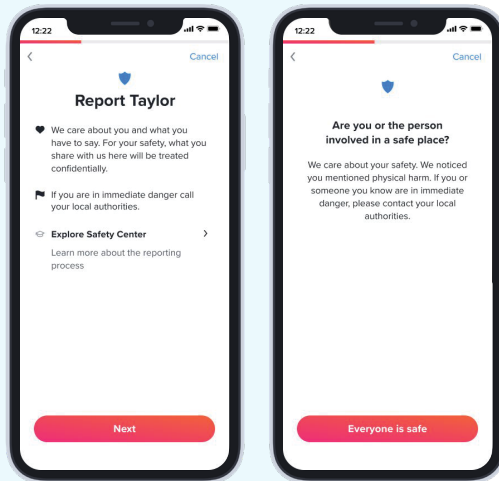 12:22
Cancel
Report Taylor
We care about you and what you
have to say. For your safety, what you
share with us here will be treated
confidentially.
If you are in immediate danger call
your local authorities.
Explore Safety Center
Learn more about the reporting
process
Next
12:22
Cancel
Are you or the person
involved in a safe place?
We care about your safety. We noticed
you mentioned physical harm. If you or
someone you know are in immediate
danger, please contact your local
authorities.
Everyone is safe